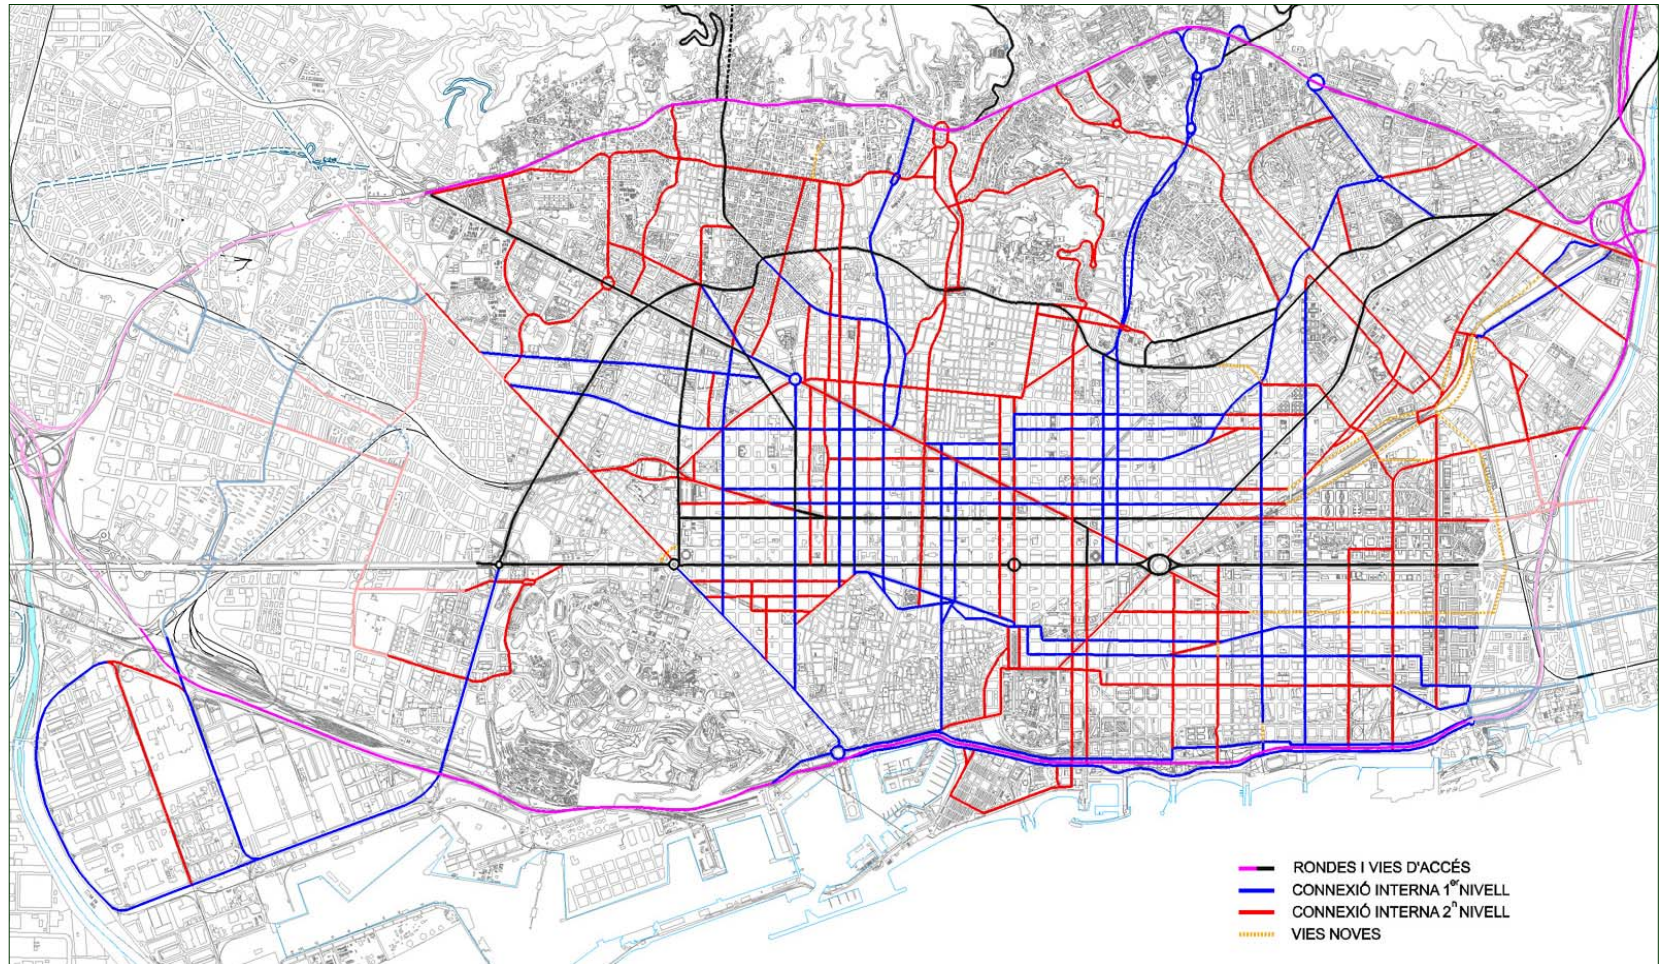 RONDES I VIES D'ACCÉS
CONNEXIÓ INTERNA 1er NIVELL
CONNEXIÓ INTERNA 2n NIVELL
VIES NOVES